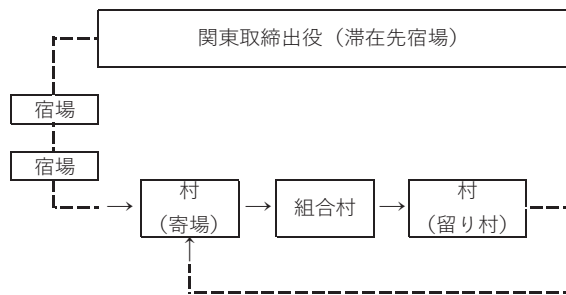 関東取締出役（滞在先宿場）
宿場
宿場
村
（寄場）
組合村
村
（留り村）